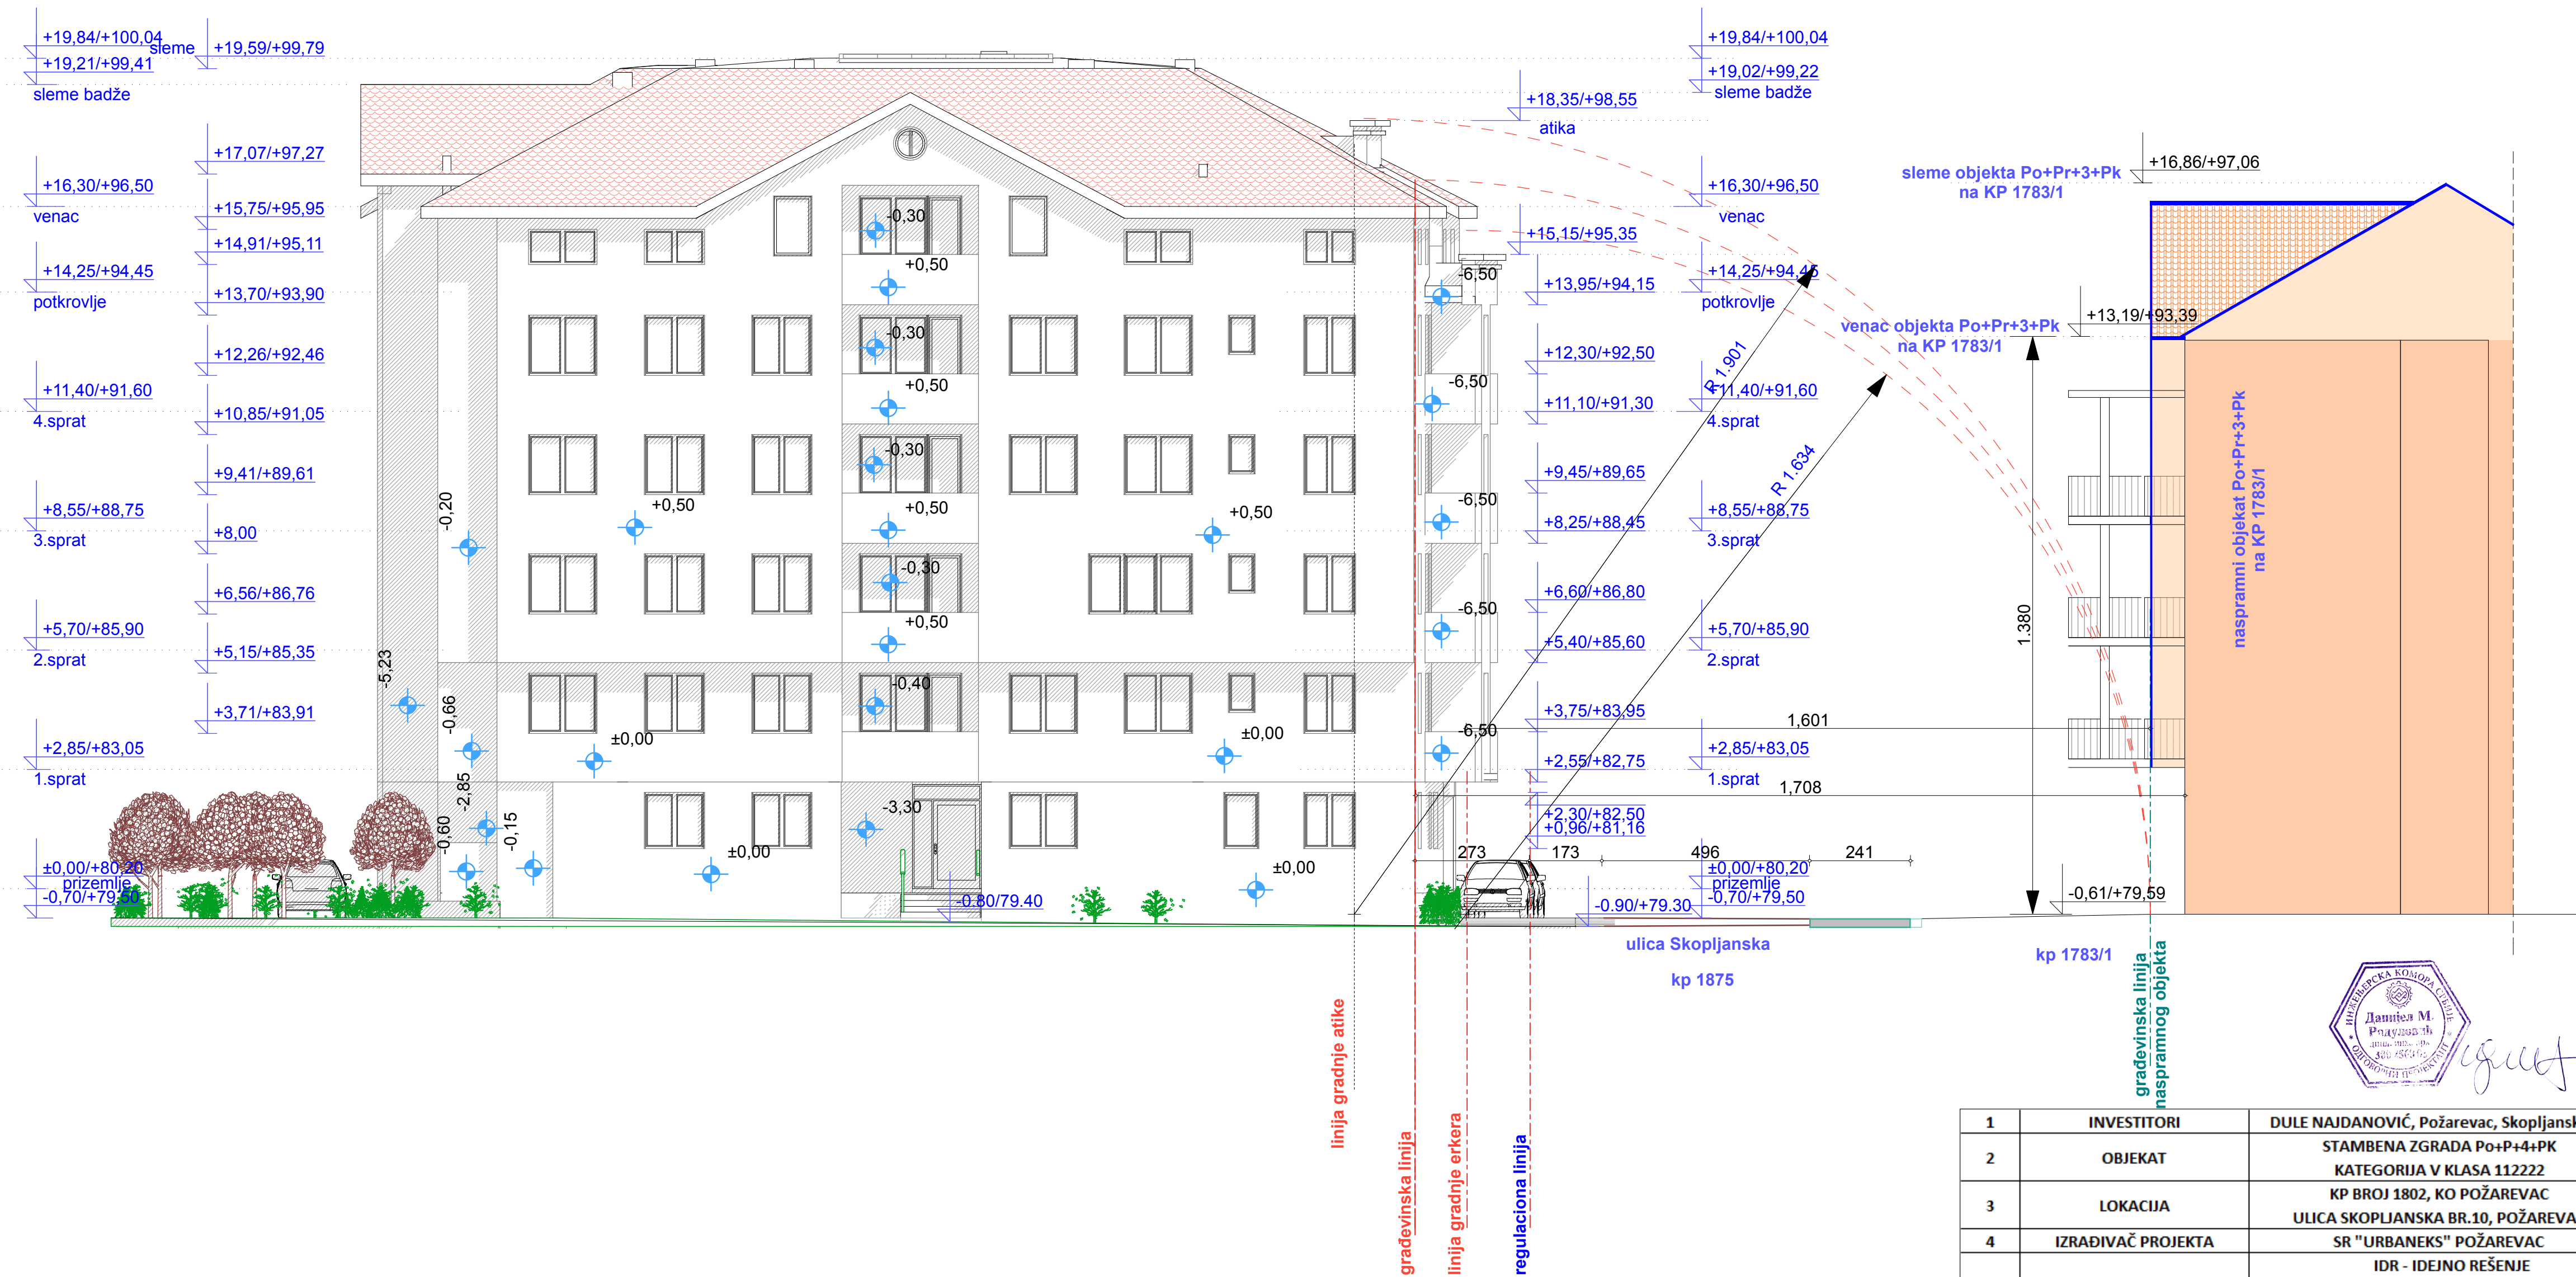 +19,84/+100,04
sleme
+19,59/+99,79
+19,21/+99,41
sleme badže
+17,07/+97,27
+16,30/+96,50
venac
+15,75/+95,95
+14,91/+95,11
+14,25/+94,45
potkrovlje
+13,70/+93,90
+12,26/+92,46
+11,40/+91,60
4.sprat
+10,85/+91,05
+9,41/+89,61
+8,55/+88,75
3.sprat
+8,00
+6,56/+86,76
+5,70/+85,90
2.sprat
+5,15/+85,35
+3,71/+83,91
+2,85/+83,05
1.sprat
±0,00/+80,20
prizemlje
-0,70/+79,50
-0,20
-5,23
-0,66
-2,85
-0,60
-0,15
-0,30
+0,50
-0,30
+0,50
-0,30
+0,50
-0,30
+0,50
-0,40
-3,30
+0,50
+0,50
±0,00
±0,00
±0,00
±0,00
-0.80/79.40
-6,50
-6,50
-6,50
-6,50
-6,50
+18,35/+98,55
atika
+15,15/+95,35
+13,95/+94,15
+12,30/+92,50
+11,10/+91,30
+9,45/+89,65
+8,25/+88,45
+6,60/+86,80
+5,40/+85,60
+3,75/+83,95
+2,55/+82,75
+2,30/+82,50
+0,96/+81,16
-0.90/+79.30
+19,84/+100,04
+19,02/+99,22
sleme badže
+16,30/+96,50
venac
+14,25/+94,45
potkrovlje
+11,40/+91,60
4.sprat
+8,55/+88,75
3.sprat
+5,70/+85,90
2.sprat
+2,85/+83,05
1.sprat
±0,00/+80,20
prizemlje
-0,70/+79,50
R 1.901
R 1.634
1,601
1,708
273
173
496
241
1.380
sleme objekta Po+Pr+3+Pk
na KP 1783/1
+16,86/+97,06
venac objekta Po+Pr+3+Pk
na KP 1783/1
+13,19/+93,39
naspramni objekat Po+Pr+3+Pk
na KP 1783/1
-0,61/+79,59
ulica Skopljanska
kp 1875
kp 1783/1
linija gradnje atike
građevinska linija
linija gradnje erkera
regulaciona linija
građevinska linija
naspramnog objekta
ИНЖЕЊЕРСКА КОМОРА СРБИЈЕ
Данијел М.
Радуловић
ОДГОВОРНИ ПРОЈЕКТАНТ
1 INVESTITORI DULE NAJDANOVIĆ, Požarevac, Skopljansk
2 OBJEKAT STAMBENA ZGRADA Po+P+4+PK
KATEGORIJA V KLASA 112222
3 LOKACIJA KP BROJ 1802, KO POŽAREVAC
ULICA SKOPLJANSKA BR.10, POŽAREVA
4 IZRAĐIVAČ PROJEKTA SR "URBANEKS" POŽAREVAC
IDR - IDEJNO REŠENJE